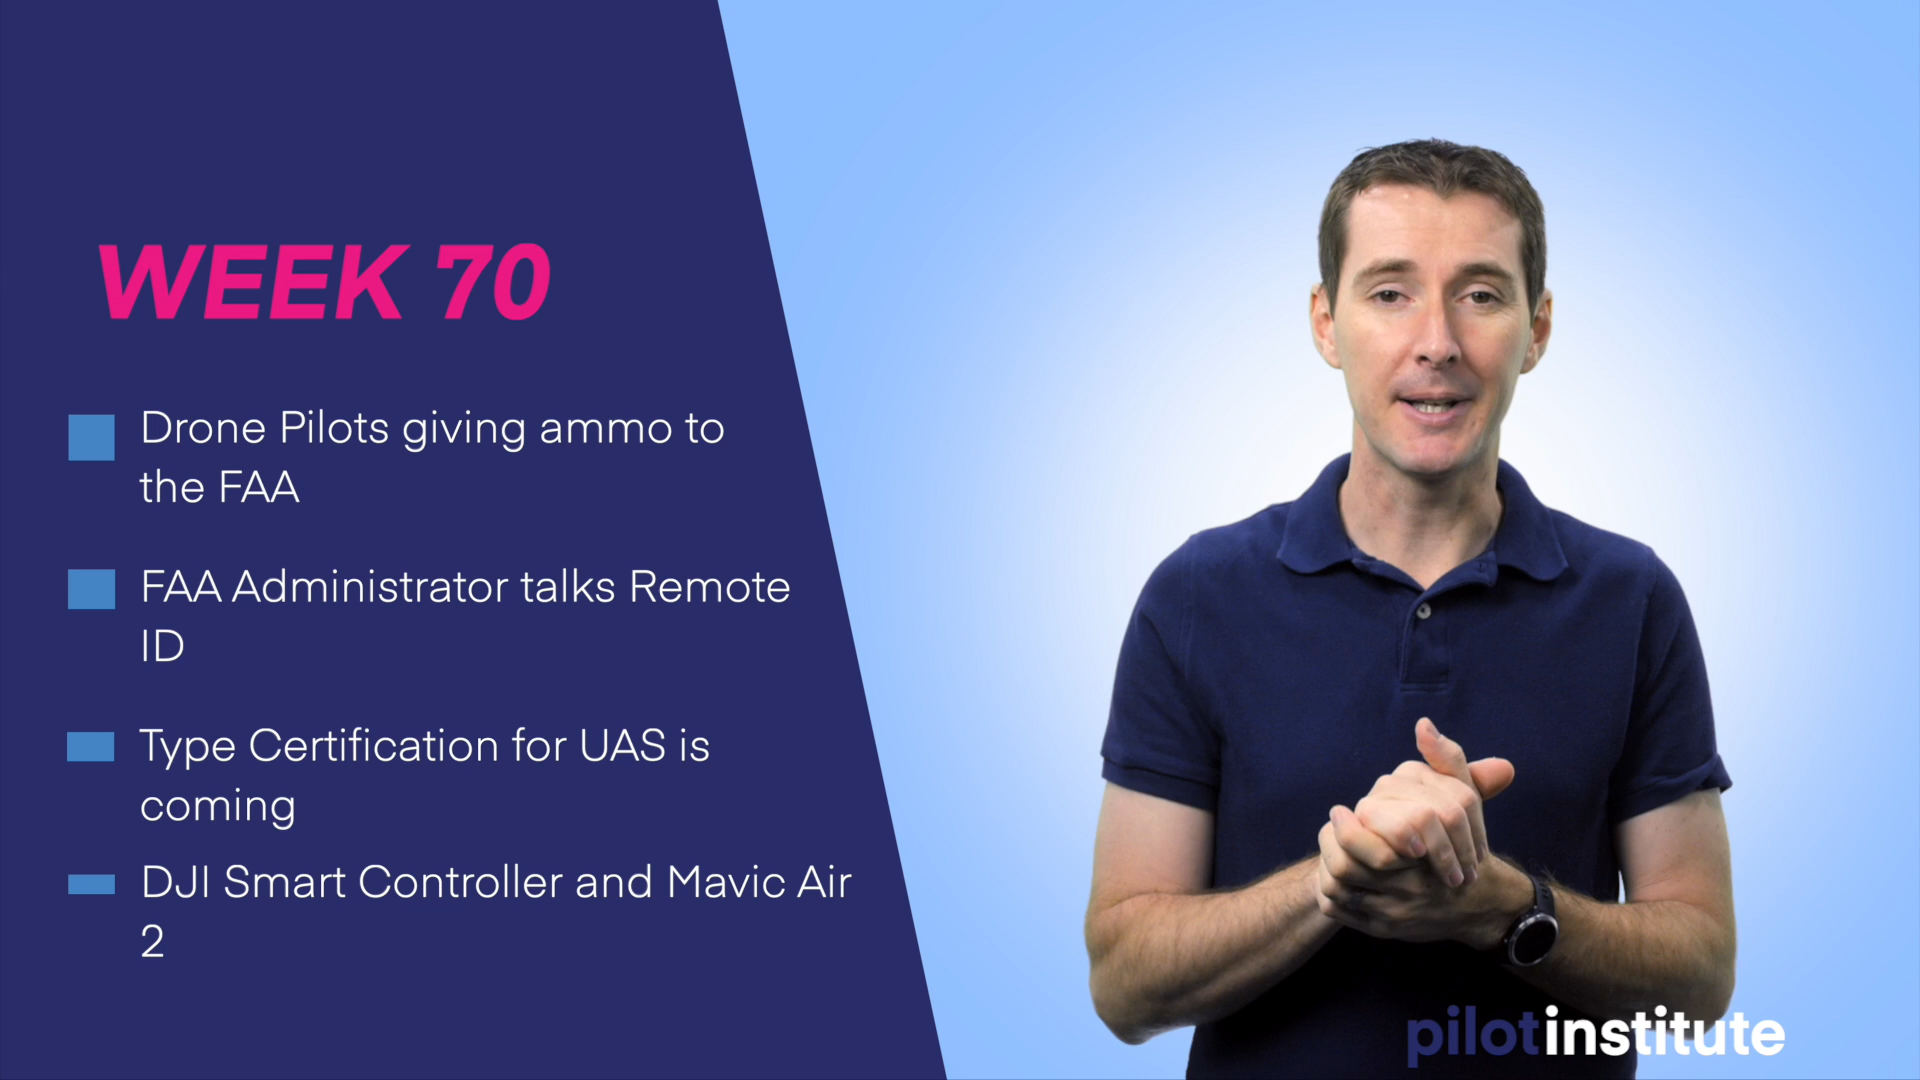 WEEK 70
Drone Pilots giving ammo to
the FAA
FAA Administrator talks Remote
ID
Type Certification for UAS is
coming
DJI Smart Controller and Mavic Air
2
pilotinstitute